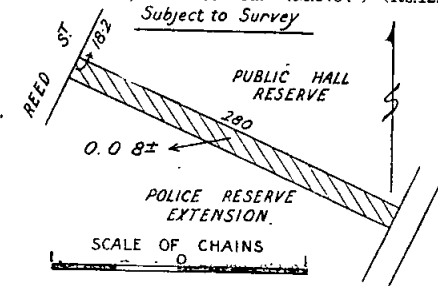 Subject to Survey
REED ST
18·2
PUBLIC HALL
RESERVE
280
0.0 8±
POLICE RESERVE
EXTENSION
SCALE OF CHAINS
1 0